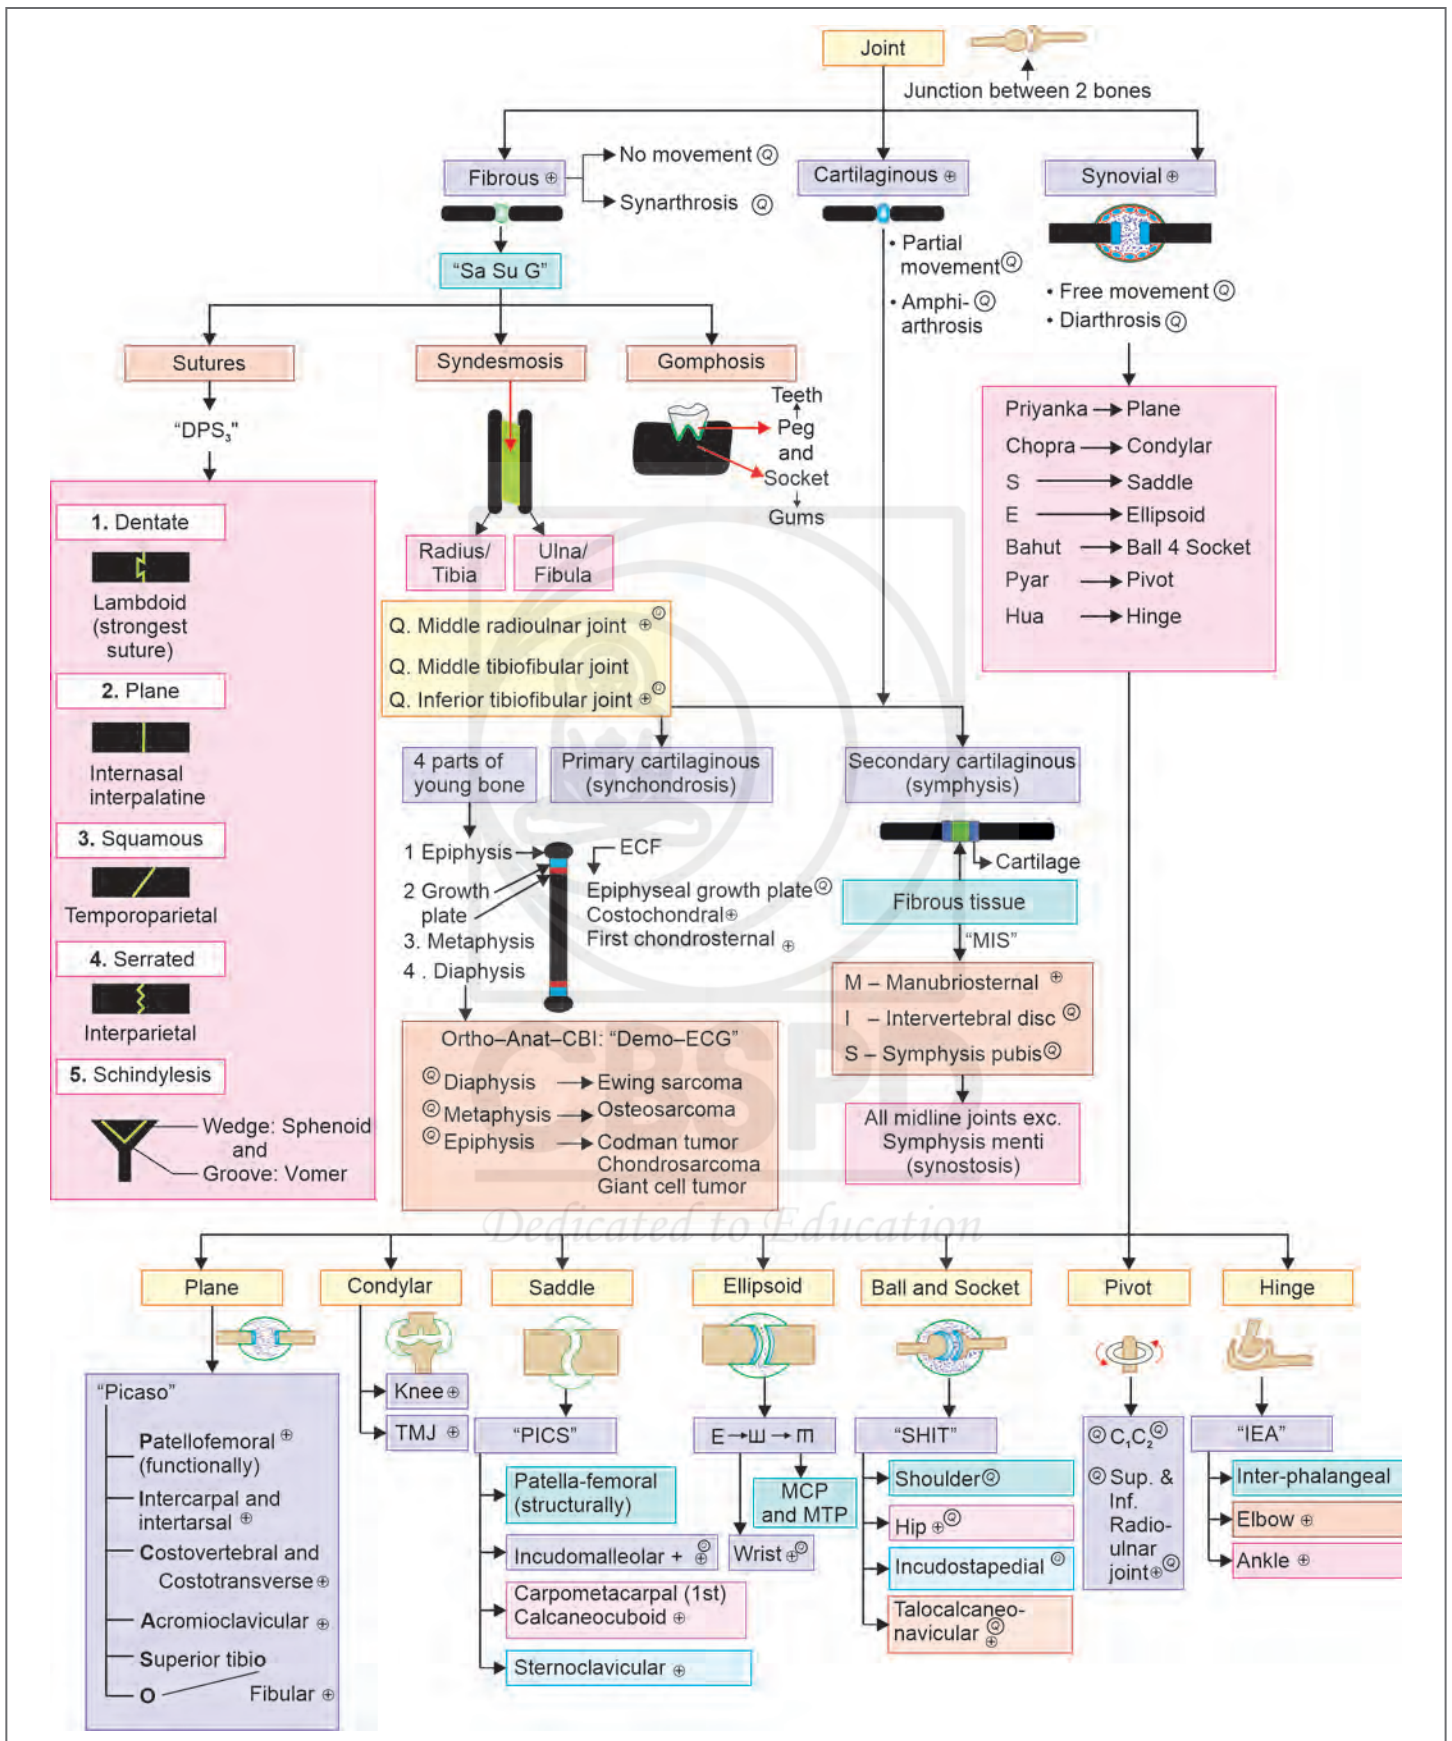 Joint
Junction between 2 bones
Fibrous ⊕
No movement Ⓠ
Synarthrosis Ⓠ
Cartilaginous ⊕
• Partial
movement Ⓠ
• Amphi- Ⓠ
arthrosis
Synovial ⊕
• Free movement Ⓠ
• Diarthrosis Ⓠ
“Sa Su G”
Sutures
Syndesmosis
Gomphosis
“DPS₃”
1. Dentate
Lambdoid
(strongest
suture)
2. Plane
Internasal
interpalatine
3. Squamous
Temporoparietal
4. Serrated
Interparietal
5. Schindylesis
Wedge: Sphenoid
and
Groove: Vomer
Radius/
Tibia
Ulna/
Fibula
Teeth
Peg
and
Socket
Gums
Q. Middle radioulnar joint ⊕ Ⓠ
Q. Middle tibiofibular joint
Q. Inferior tibiofibular joint ⊕ Ⓠ
Priyanka → Plane
Chopra → Condylar
S → Saddle
E → Ellipsoid
Bahut → Ball 4 Socket
Pyar → Pivot
Hua → Hinge
4 parts of
young bone
1 Epiphysis
2 Growth
plate
3. Metaphysis
4 . Diaphysis
Primary cartilaginous
(synchondrosis)
ECF
Epiphyseal growth plate Ⓠ
Costochondral ⊕
First chondrosternal ⊕
Secondary cartilaginous
(symphysis)
Cartilage
Fibrous tissue
“MIS”
M – Manubriosternal ⊕
I – Intervertebral disc Ⓠ
S – Symphysis pubis Ⓠ
All midline joints exc.
Symphysis menti
(synostosis)
Ortho–Anat–CBI: “Demo–ECG”
Ⓠ Diaphysis → Ewing sarcoma
Ⓠ Metaphysis → Osteosarcoma
Ⓠ Epiphysis → Codman tumor
Chondrosarcoma
Giant cell tumor
CBSPD
Dedicated to Education
Plane
Condylar
Saddle
Ellipsoid
Ball and Socket
Pivot
Hinge
“Picaso”
Patellofemoral ⊕
(functionally)
Intercarpal and
intertarsal ⊕
Costovertebral and
Costotransverse ⊕
Acromioclavicular ⊕
Superior tibio
O
Fibular ⊕
Knee ⊕
TMJ ⊕
“PICS”
Patella-femoral
(structurally)
Incudomalleolar + ⊕ Ⓠ
Carpometacarpal (1st)
Calcaneocuboid ⊕
Sternoclavicular ⊕
E → Ш → m
MCP
and MTP
Wrist ⊕ Ⓠ
“SHIT”
Shoulder Ⓠ
Hip ⊕ Ⓠ
Incudostapedial Ⓠ
Talocalcaneo-
navicular Ⓠ ⊕
Ⓠ C₁C₂ Ⓠ
Ⓠ Sup. &
Inf.
Radio-
ulnar
joint ⊕ Ⓠ
“IEA”
Inter-phalangeal
Elbow ⊕
Ankle ⊕